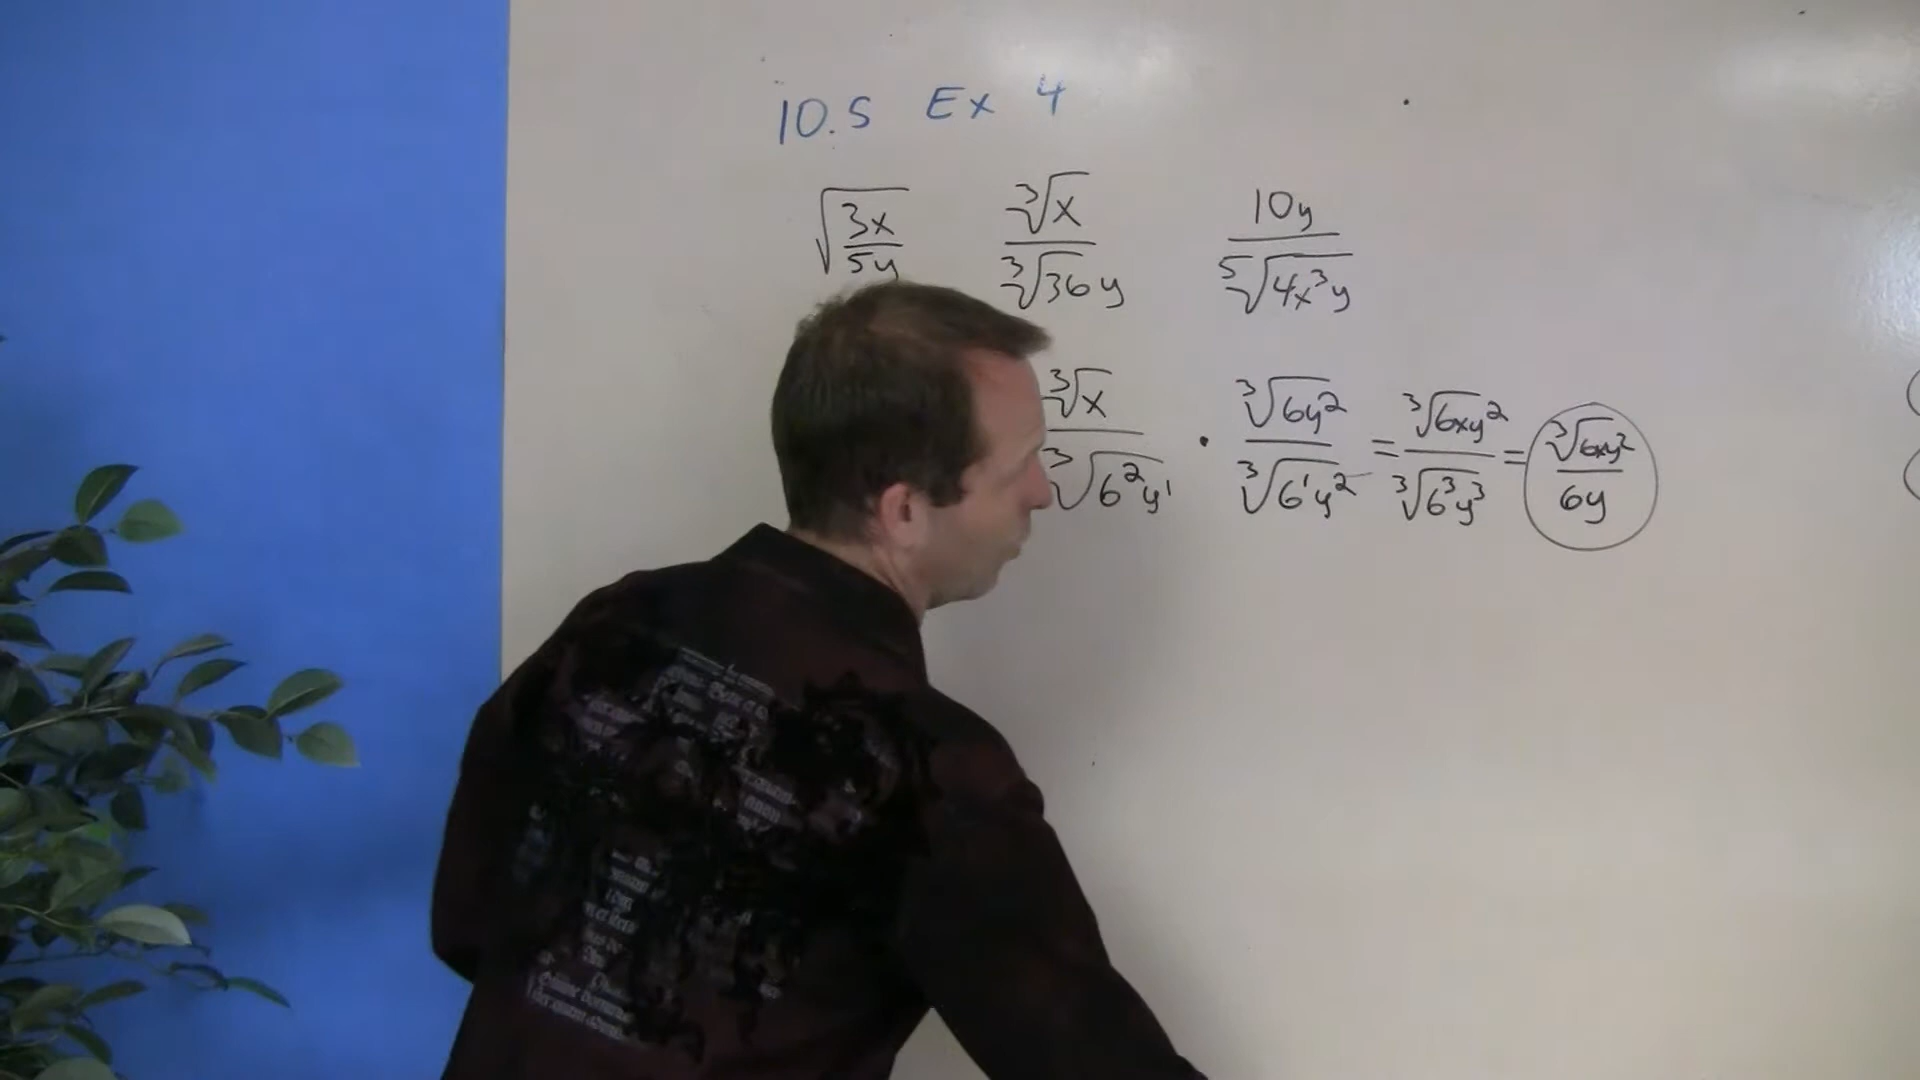 10.5 Ex 4
√(3x/5y) ∛x/∛36y 10y/⁵√(4x³y)
∛x/∛(6²y¹) · ∛(6y²)/∛(6¹y²) = ∛(6xy²)/∛(6³y³) = ∛(6xy²)/6y